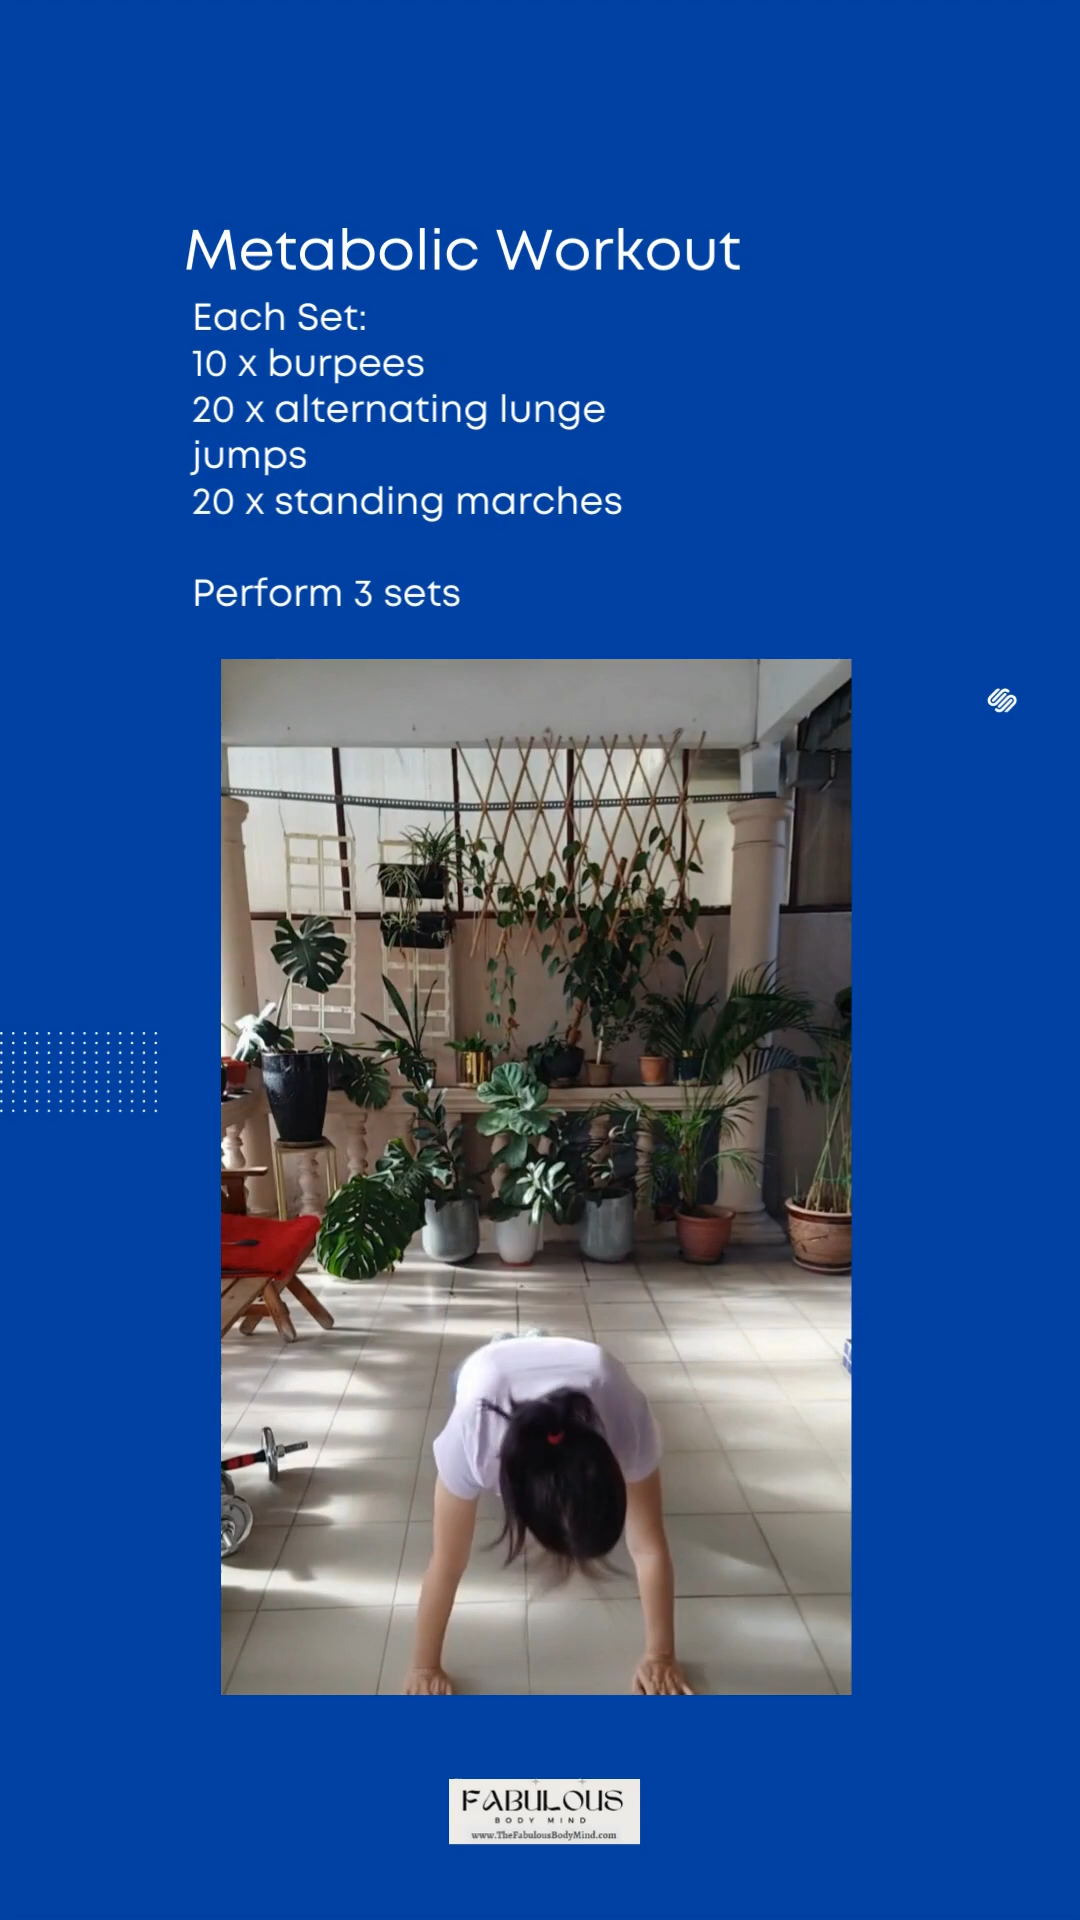 Metabolic Workout
Each Set:
10 x burpees
20 x alternating lunge
jumps
20 x standing marches
Perform 3 sets
FABULOUS
BODY MIND
www.TheFabulousBodyMind.com